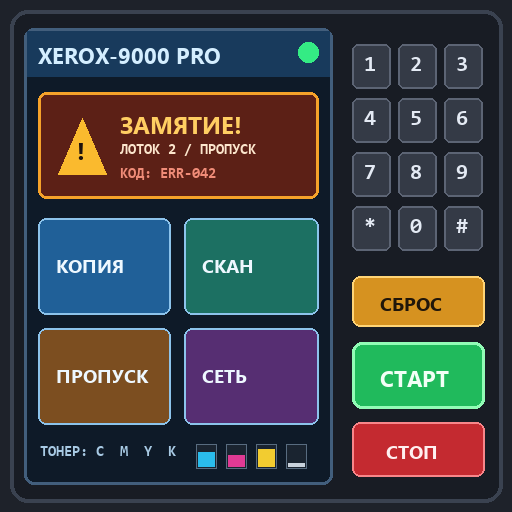 XEROX-9000 PRO
!
ЗАМЯТИЕ!
ЛОТОК 2 / ПРОПУСК
КОД: ERR-042
КОПИЯ
СКАН
ПРОПУСК
СЕТЬ
ТОНЕР: C M Y K
1 2 3
4 5 6
7 8 9
* 0 #
СБРОС
СТАРТ
СТОП